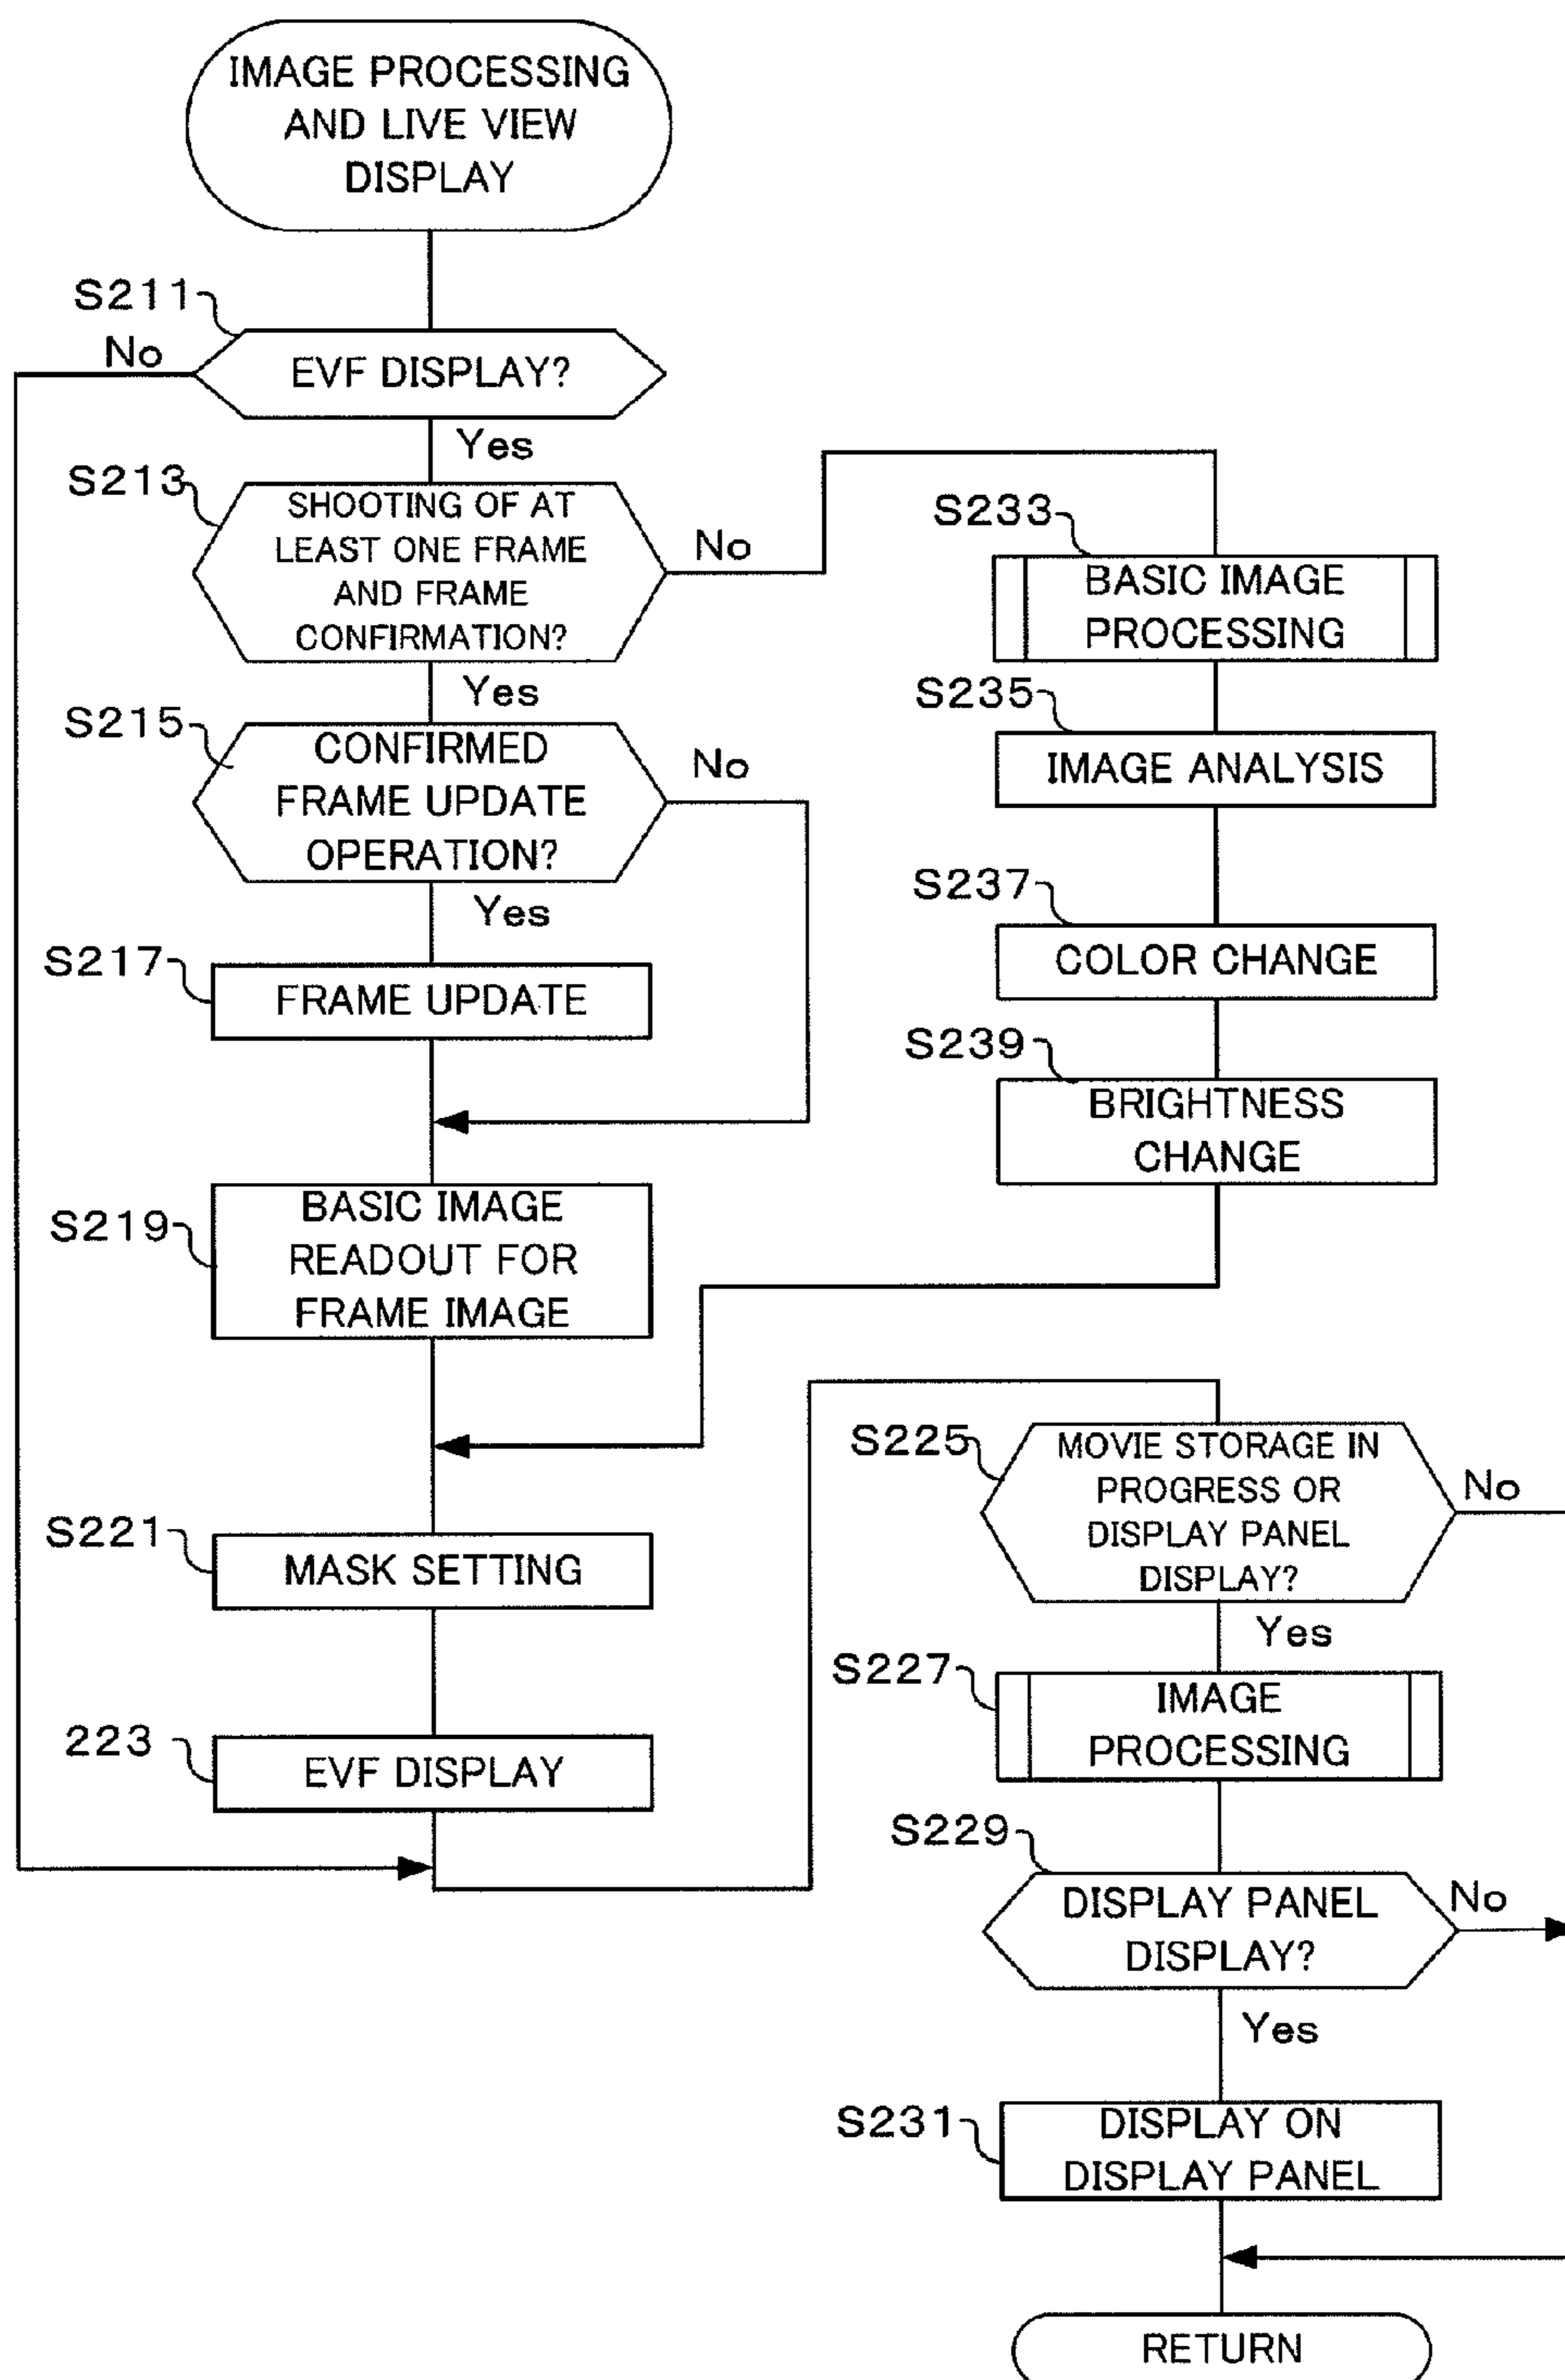 IMAGE PROCESSING
AND LIVE VIEW
DISPLAY
S211
No
EVF DISPLAY?
Yes
S213
SHOOTING OF AT
LEAST ONE FRAME
AND FRAME
CONFIRMATION?
No
Yes
S215
CONFIRMED
FRAME UPDATE
OPERATION?
No
Yes
S217
FRAME UPDATE
S219
BASIC IMAGE
READOUT FOR
FRAME IMAGE
S221
MASK SETTING
223
EVF DISPLAY
S233
BASIC IMAGE
PROCESSING
S235
IMAGE ANALYSIS
S237
COLOR CHANGE
S239
BRIGHTNESS
CHANGE
S225
MOVIE STORAGE IN
PROGRESS OR
DISPLAY PANEL
DISPLAY?
No
Yes
S227
IMAGE
PROCESSING
S229
DISPLAY PANEL
DISPLAY?
No
Yes
S231
DISPLAY ON
DISPLAY PANEL
RETURN